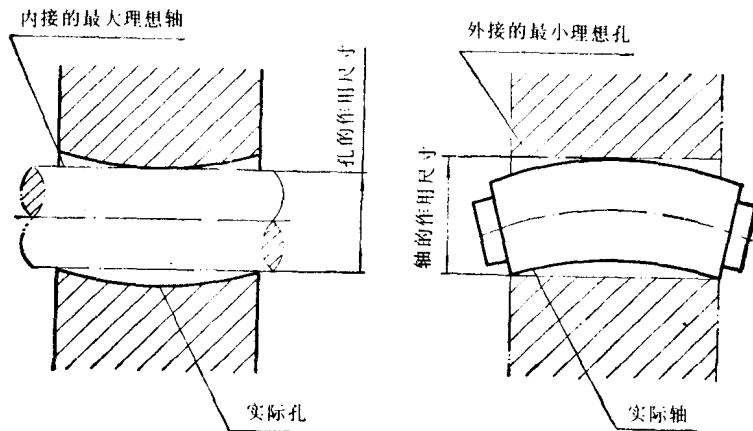 内接的最大理想轴
孔的作用尺寸
实际孔
外接的最小理想孔
轴的作用尺寸
实际轴